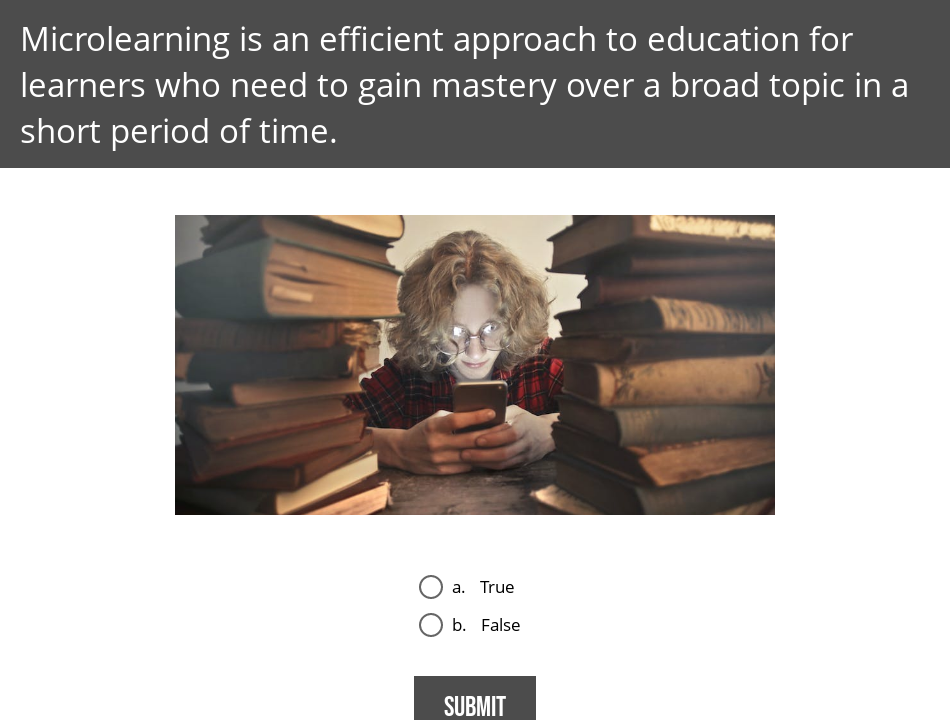 Microlearning is an efficient approach to education for
learners who need to gain mastery over a broad topic in a
short period of time.
a. True
b. False
SUBMIT